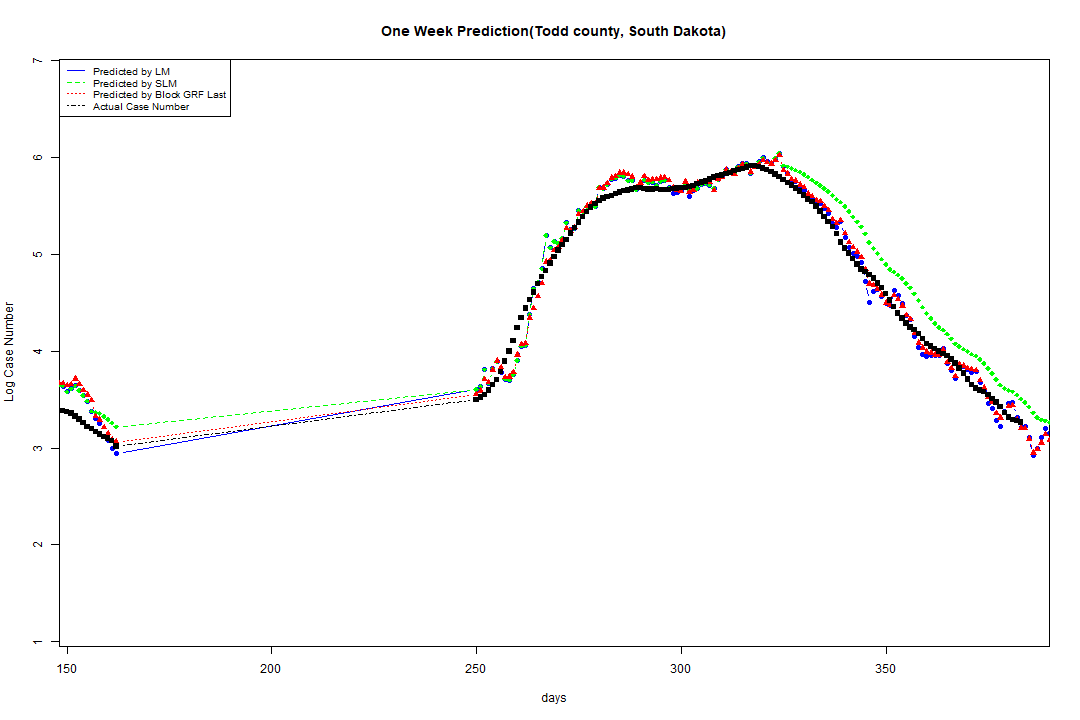 One Week Prediction(Todd county, South Dakota)
Predicted by LM
Predicted by SLM
Predicted by Block GRF Last
Actual Case Number
7
6
5
4
3
2
1
Log Case Number
150 200 250 300 350
days